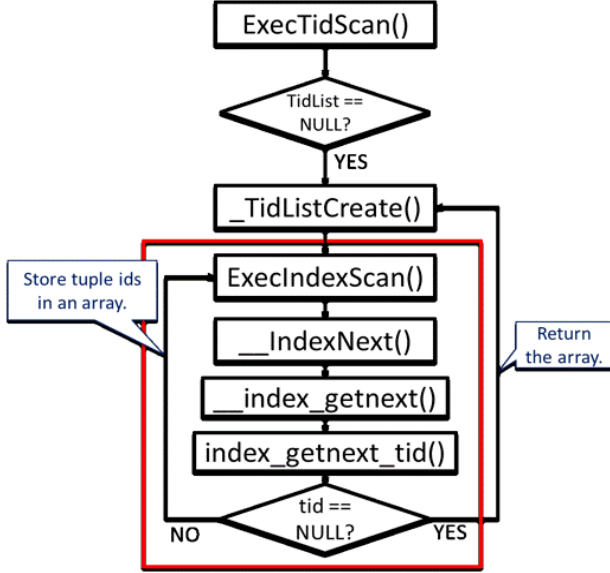 ExecTidScan()
TidList ==
NULL?
YES
_TidListCreate()
Store tuple ids
in an array.
ExecIndexScan()
__IndexNext()
Return
the array.
__index_getnext()
index_getnext_tid()
tid ==
NULL?
NO
YES